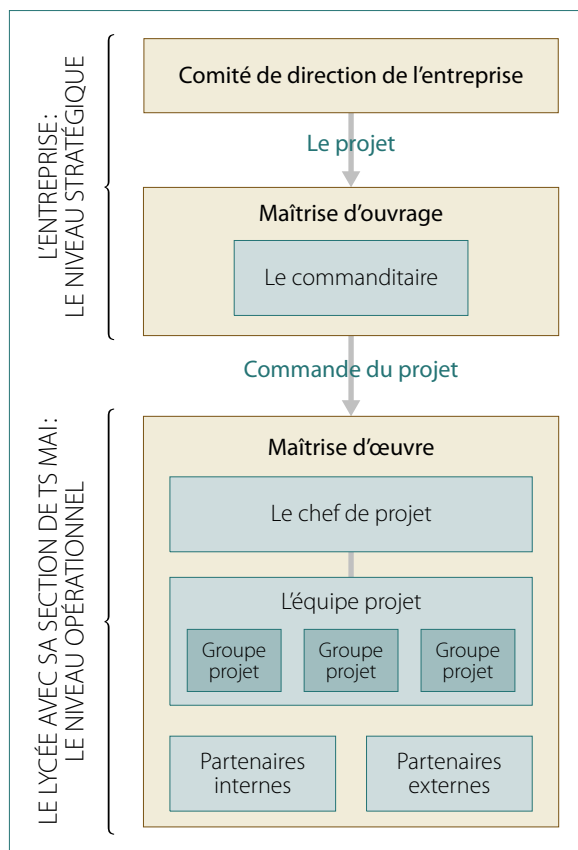 L'ENTREPRISE:
LE NIVEAU STRATÉGIQUE
Comité de direction de l'entreprise
Le projet
Maîtrise d'ouvrage
Le commanditaire
Commande du projet
LE LYCÉE AVEC SA SECTION DE TS MAI:
LE NIVEAU OPÉRATIONNEL
Maîtrise d'œuvre
Le chef de projet
L'équipe projet
Groupe
projet
Groupe
projet
Groupe
projet
Partenaires
internes
Partenaires
externes